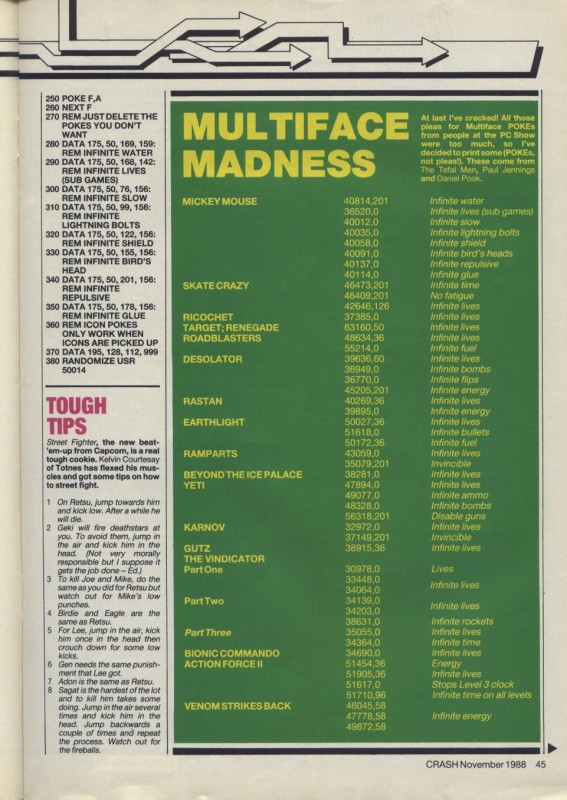 250 POKE F,A
260 NEXT F
270 REM JUST DELETE THE
POKES YOU DON'T
WANT
280 DATA 175, 50, 169, 159:
REM INFINITE WATER
290 DATA 175, 50, 168, 142:
REM INFINITE LIVES
(SUB GAMES)
300 DATA 175, 50, 76, 156:
REM INFINITE SLOW
310 DATA 175, 50, 99, 156:
REM INFINITE
LIGHTNING BOLTS
320 DATA 175, 50, 122, 156:
REM INFINITE SHIELD
330 DATA 175, 50, 155, 156:
REM INFINITE BIRD'S
HEAD
340 DATA 175, 50, 201, 156:
REM INFINITE
REPULSIVE
350 DATA 175, 50, 178, 156:
REM INFINITE GLUE
360 REM ICON POKES
ONLY WORK WHEN
ICONS ARE PICKED UP
370 DATA 195, 128, 112, 999
380 RANDOMIZE USR
50014
TOUGH
TIPS
Street Fighter, the new beat-
'em-up from Capcom, is a real
tough cookie. Kelvin Courtesay
of Totnes has flexed his mus-
cles and got some tips on how
to street fight.
1 On Retsu, jump towards him
and kick low. After a while he
will die.
2 Geki will fire deathstars at
you. To avoid them, jump in
the air and kick him in the
head. (Not very morally
responsible but I suppose it
gets the job done – Ed.)
3 To kill Joe and Mike, do the
same as you did for Retsu but
watch out for Mike's low
punches.
4 Birdie and Eagle are the
same as Retsu.
5 For Lee, jump in the air, kick
him once in the head then
crouch down for some low
kicks.
6 Gen needs the same punish-
ment that Lee got.
7 Adon is the same as Retsu.
8 Sagat is the hardest of the lot
and to kill him takes some
doing. Jump in the air several
times and kick him in the
head. Jump backwards a
couple of times and repeat
the process. Watch out for
the fireballs.
MULTIFACE
MADNESS
At last I've cracked! All those
pleas for Multiface POKEs
from people at the PC Show
were too much, so I've
decided to print some (POKEs,
not pleas!). These come from
The Tefal Men, Paul Jennings
and Daniel Pook.
MICKEY MOUSE 40814,201 Infinite water
36520,0 Infinite lives (sub games)
40012,0 Infinite slow
40035,0 Infinite lightning bolts
40058,0 Infinite shield
40091,0 Infinite bird's heads
40137,0 Infinite repulsive
40114,0 Infinite glue
SKATE CRAZY 46473,201 Infinite time
46409,201 No fatigue
42646,126 Infinite lives
RICOCHET 37385,0 Infinite lives
TARGET; RENEGADE 63160,50 Infinite lives
ROADBLASTERS 48634,36 Infinite lives
55214,0 Infinite fuel
DESOLATOR 39636,60 Infinite lives
36949,0 Infinite bombs
36770,0 Infinite flips
45205,201 Infinite energy
RASTAN 40269,36 Infinite lives
39895,0 Infinite energy
EARTHLIGHT 50027,36 Infinite lives
51618,0 Infinite bullets
50172,36 Infinite fuel
RAMPARTS 43059,0 Infinite lives
35079,201 Invincible
BEYOND THE ICE PALACE 38281,0 Infinite lives
YETI 47894,0 Infinite lives
49077,0 Infinite ammo
48328,0 Infinite bombs
56318,201 Disable guns
KARNOV 32972,0 Infinite lives
37149,201 Invincible
GUTZ 38915,36 Infinite lives
THE VINDICATOR
Part One 30978,0 Lives
33448,0
Infinite lives
34064,0
Part Two 34139,0
Infinite lives
34203,0
38631,0 Infinite rockets
Part Three 35055,0 Infinite lives
34364,0 Infinite time
BIONIC COMMANDO 34690,0 Infinite lives
ACTION FORCE II 51454,36 Energy
51905,36 Infinite lives
51617,0 Stops Level 3 clock
51710,96 Infinite time on all levels
VENOM STRIKES BACK 46045,58
47778,58 Infinite energy
49872,58
CRASH November 1988 45